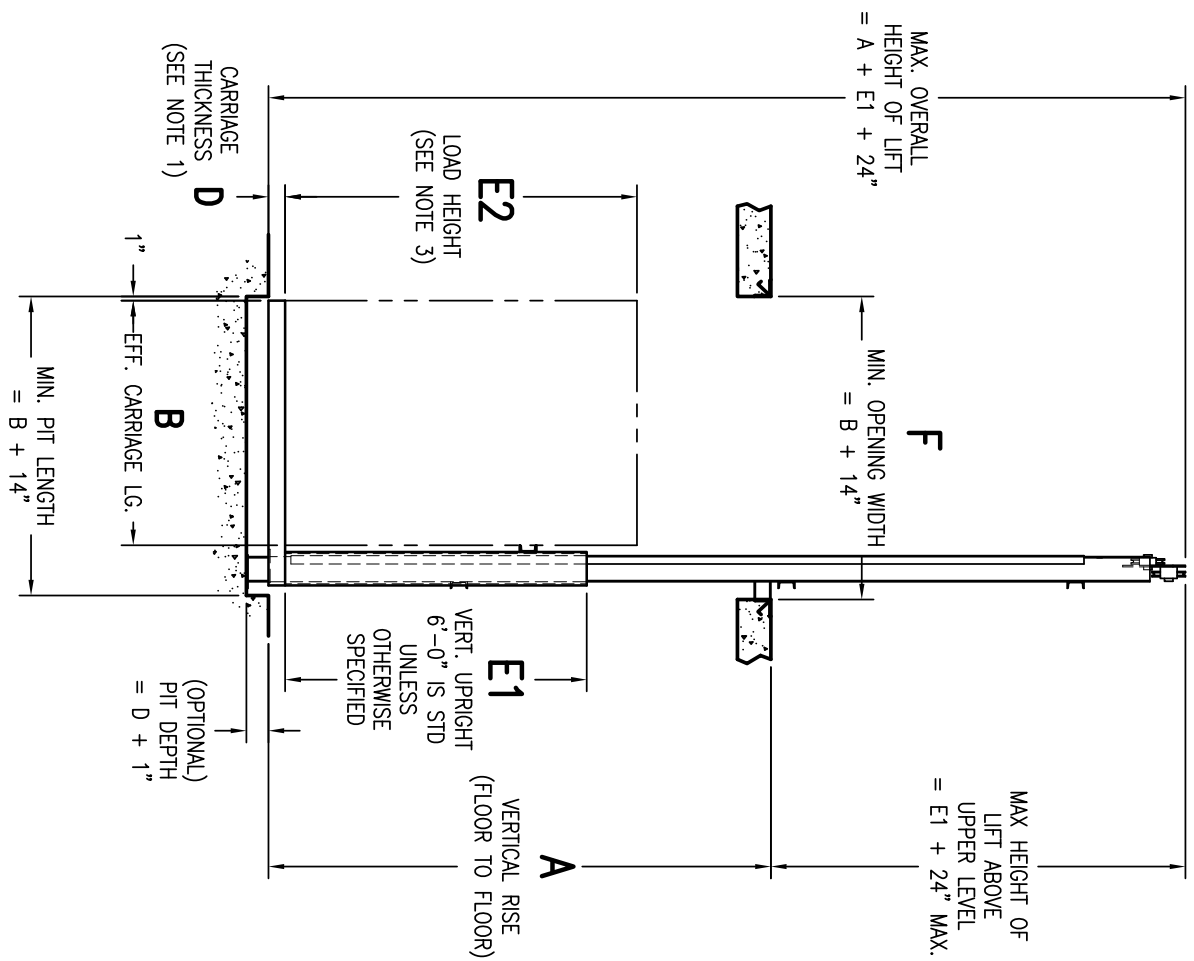 MAX. OVERALL
HEIGHT OF LIFT
= A + E1 + 24"
MAX HEIGHT OF
LIFT ABOVE
UPPER LEVEL
= E1 + 24" MAX.
F
MIN. OPENING WIDTH
= B + 14"
E2
LOAD HEIGHT
(SEE NOTE 3)
A
VERTICAL RISE
(FLOOR TO FLOOR)
E1
VERT. UPRIGHT
6'-0" IS STD
UNLESS
OTHERWISE
SPECIFIED
D
CARRIAGE
THICKNESS
(SEE NOTE 1)
1"
EFF. CARRIAGE LG.
B
MIN. PIT LENGTH
= B + 14"
(OPTIONAL)
PIT DEPTH
= D + 1"